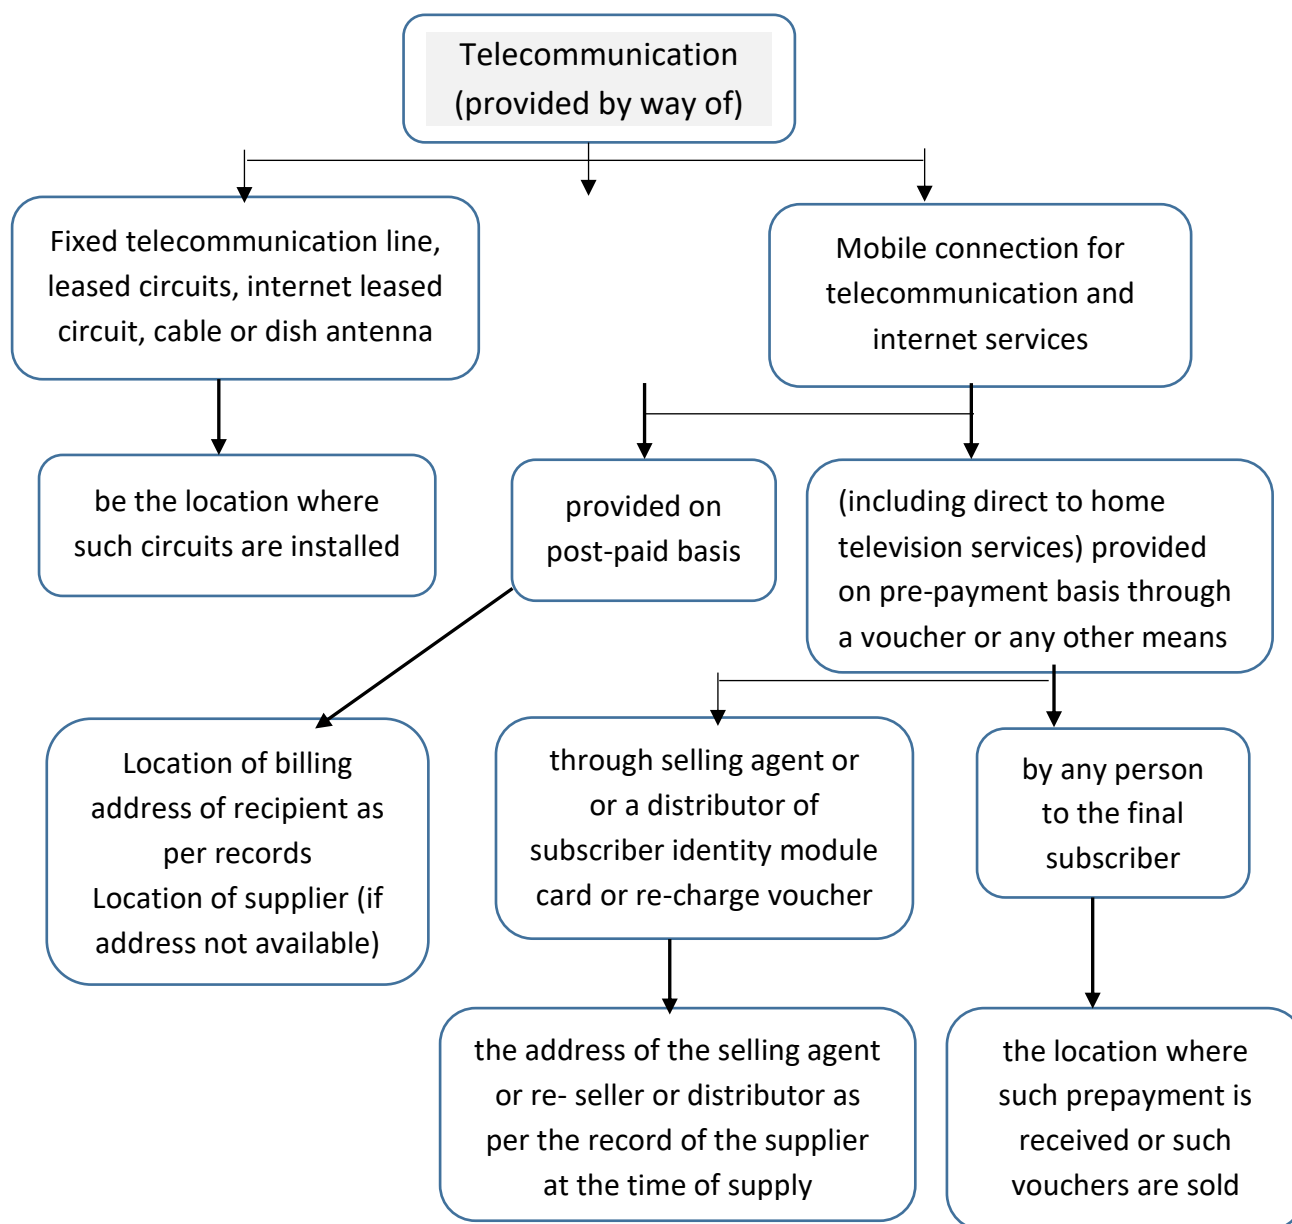 Telecommunication
(provided by way of)
Fixed telecommunication line,
leased circuits, internet leased
circuit, cable or dish antenna
Mobile connection for
telecommunication and
internet services
be the location where
such circuits are installed
provided on
post-paid basis
(including direct to home
television services) provided
on pre-payment basis through
a voucher or any other means
Location of billing
address of recipient as
per records
Location of supplier (if
address not available)
through selling agent or
or a distributor of
subscriber identity module
card or re-charge voucher
by any person
to the final
subscriber
the address of the selling agent
or re- seller or distributor as
per the record of the supplier
at the time of supply
the location where
such prepayment is
received or such
vouchers are sold